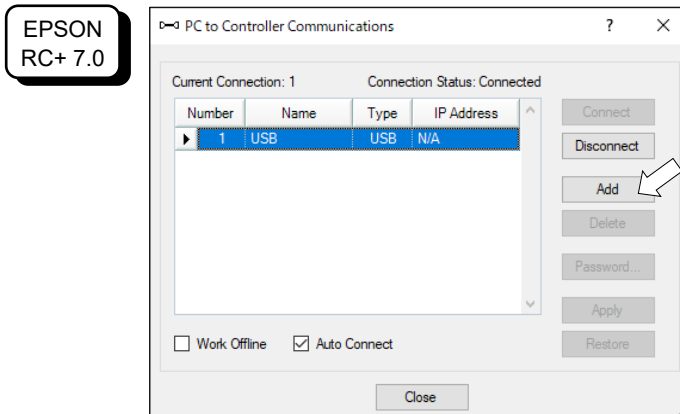 EPSON
RC+ 7.0
PC to Controller Communications
?
Current Connection: 1
Connection Status: Connected
Number Name Type IP Address
1 USB USB N/A
Connect
Disconnect
Add
Delete
Password...
Apply
Restore
Work Offline
Auto Connect
Close